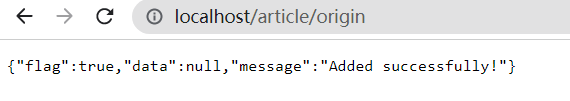 localhost/article/origin
{"flag":true,"data":null,"message":"Added successfully!"}